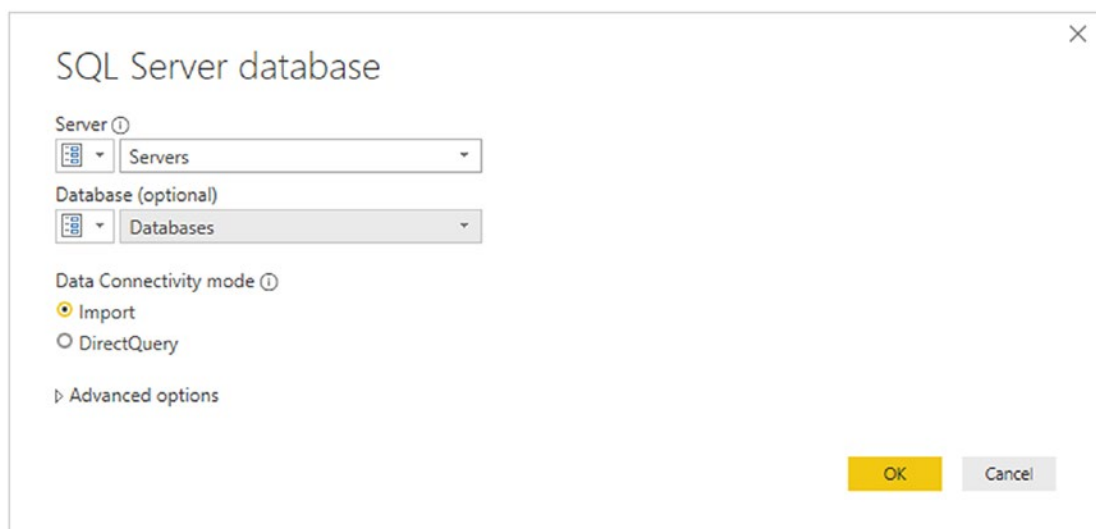 SQL Server database
Server
Servers
Database (optional)
Databases
Data Connectivity mode
Import
DirectQuery
Advanced options
OK Cancel